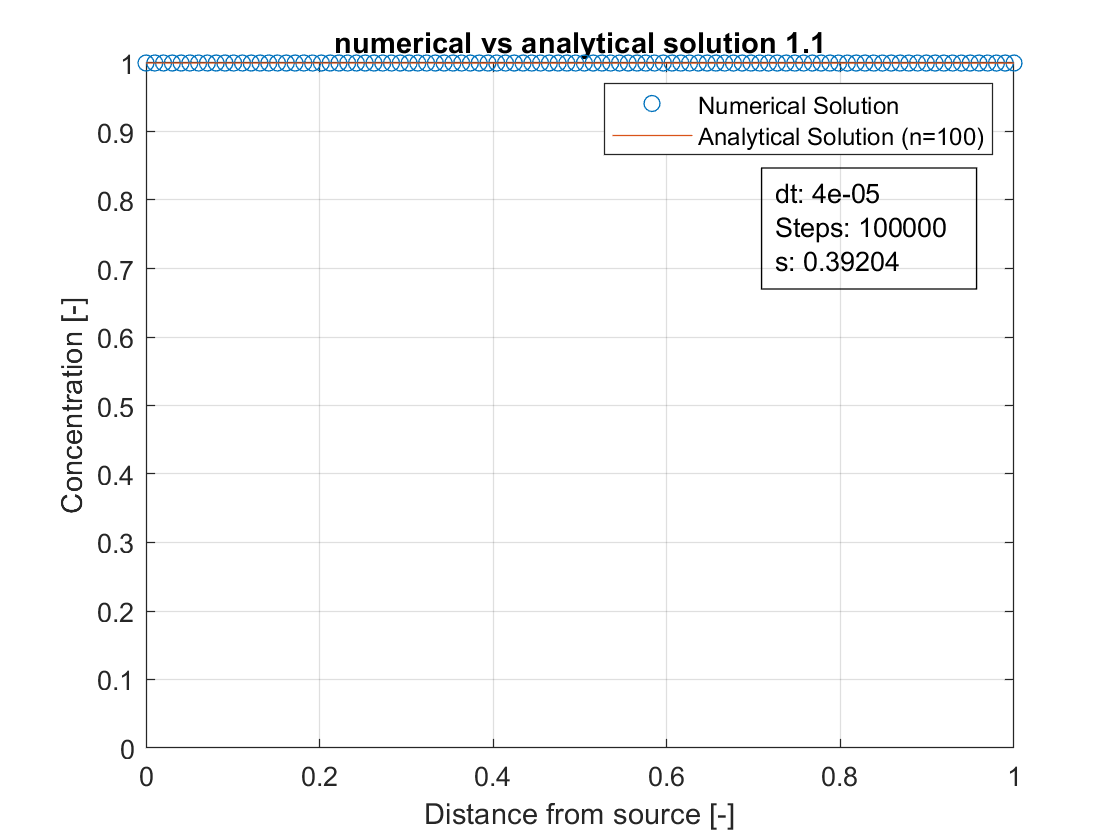 numerical vs analytical solution 1.1
1
0.9
0.8
0.7
0.6
0.5
0.4
0.3
0.2
0.1
0
Concentration [-]
Numerical Solution
Analytical Solution (n=100)
dt: 4e-05
Steps: 100000
s: 0.39204
0 0.2 0.4 0.6 0.8 1
Distance from source [-]